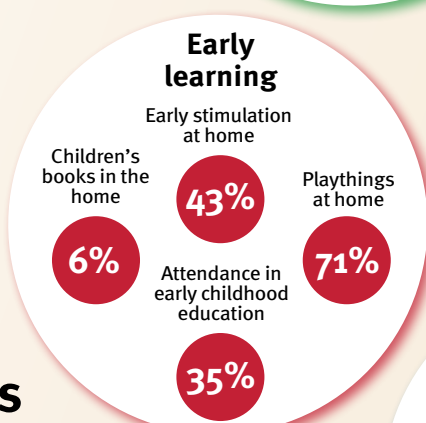 Early
learning
Early stimulation
at home
43%
Children’s
books in the
home
6%
Playthings
at home
71%
Attendance in
early childhood
education
35%
s